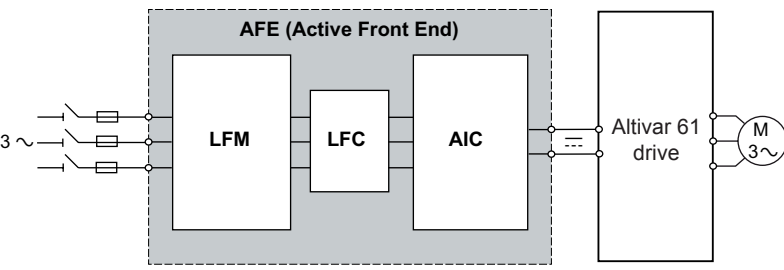 AFE (Active Front End)
3 ~
LFM
LFC
AIC
Altivar 61
drive
M
3~